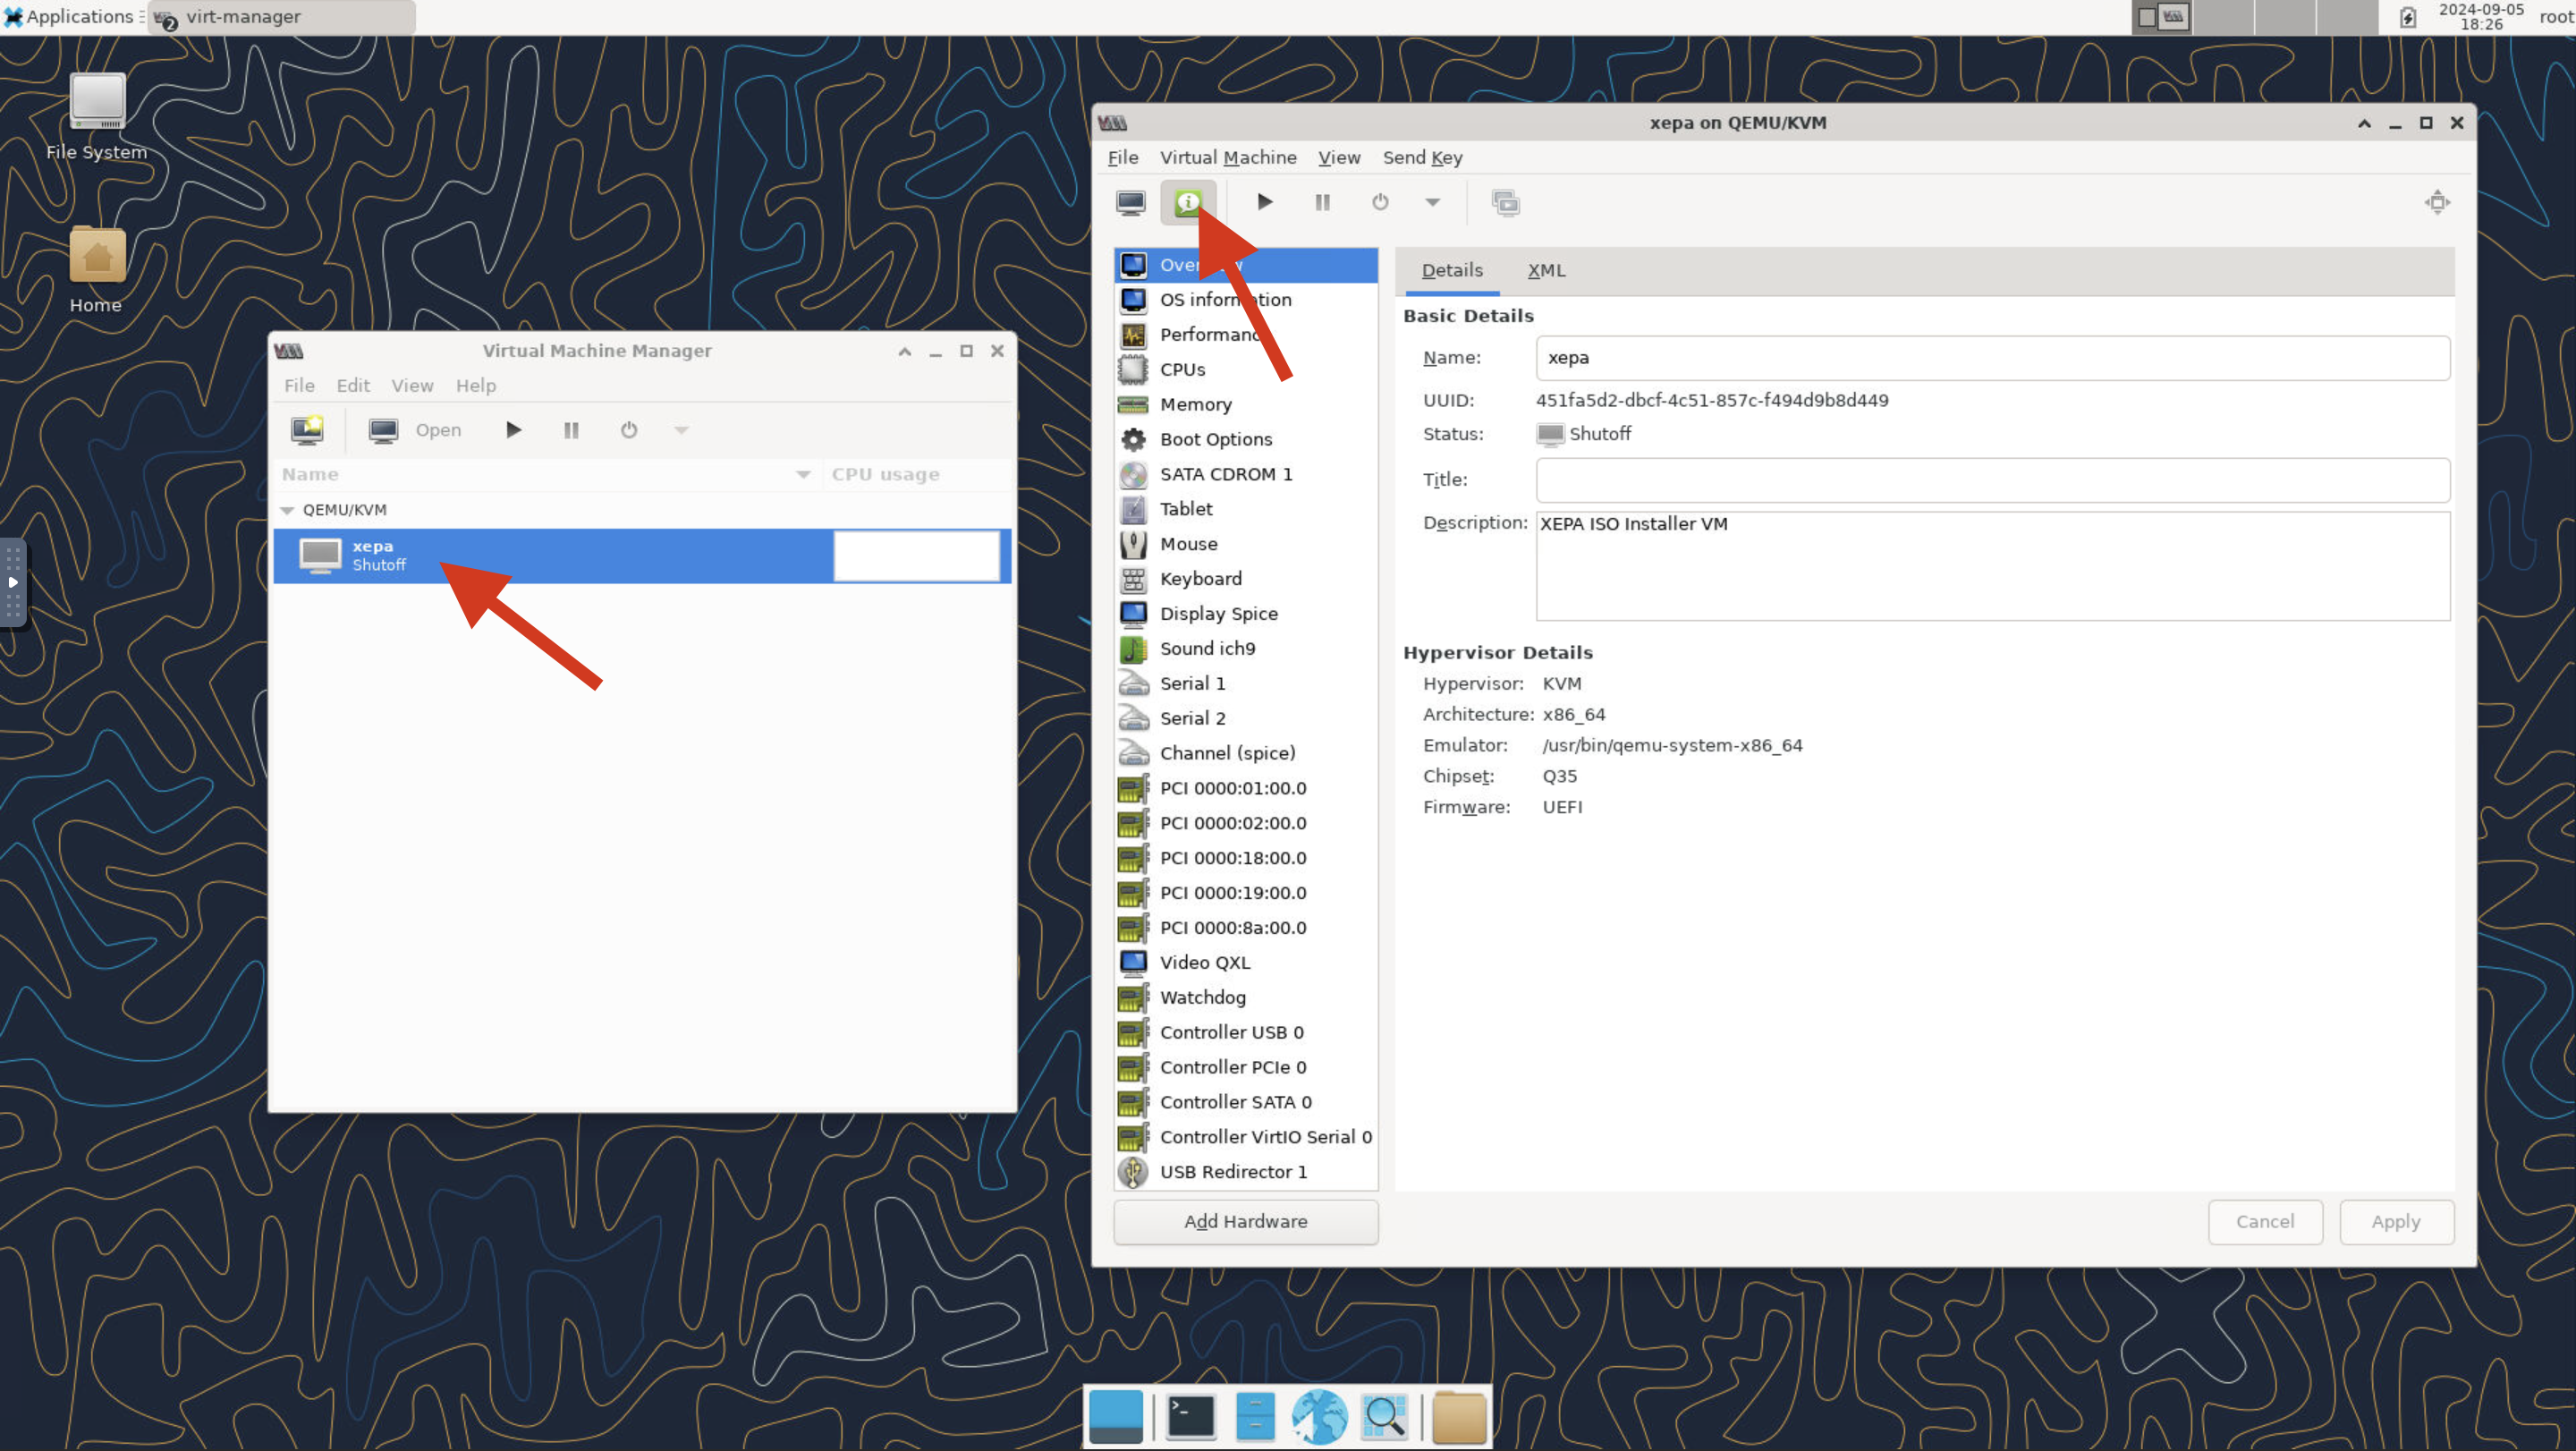 Applications
virt-manager
2
2024-09-05
18:26
root
File System
Home
Virtual Machine Manager
File Edit View Help
Open
Name CPU usage
QEMU/KVM
xepa
Shutoff
xepa on QEMU/KVM
File Virtual Machine View Send Key
OS information
CPUs
Memory
Boot Options
SATA CDROM 1
Tablet
Mouse
Keyboard
Display Spice
Sound ich9
Serial 1
Serial 2
Channel (spice)
PCI 0000:01:00.0
PCI 0000:02:00.0
PCI 0000:18:00.0
PCI 0000:19:00.0
PCI 0000:8a:00.0
Video QXL
Watchdog
Controller USB 0
Controller PCIe 0
Controller SATA 0
Controller VirtIO Serial 0
USB Redirector 1
Add Hardware
Details XML
Basic Details
Name: xepa
UUID: 451fa5d2-dbcf-4c51-857c-f494d9b8d449
Status: Shutoff
Title:
Description: XEPA ISO Installer VM
Hypervisor Details
Hypervisor: KVM
Architecture: x86_64
Emulator: /usr/bin/qemu-system-x86_64
Chipset: Q35
Firmware: UEFI
Cancel Apply